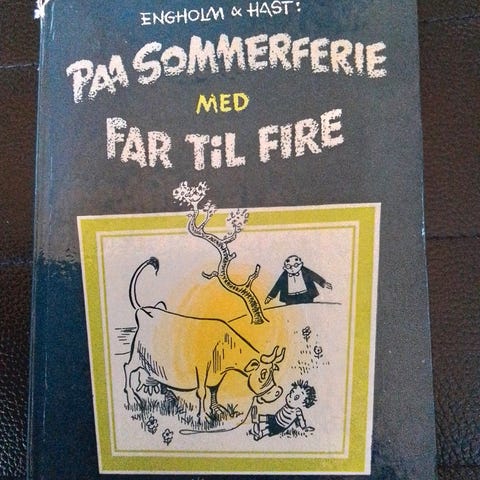 ENGHOLM & HAST:
PAA SOMMERFERIE
MED
FAR TIL FIRE